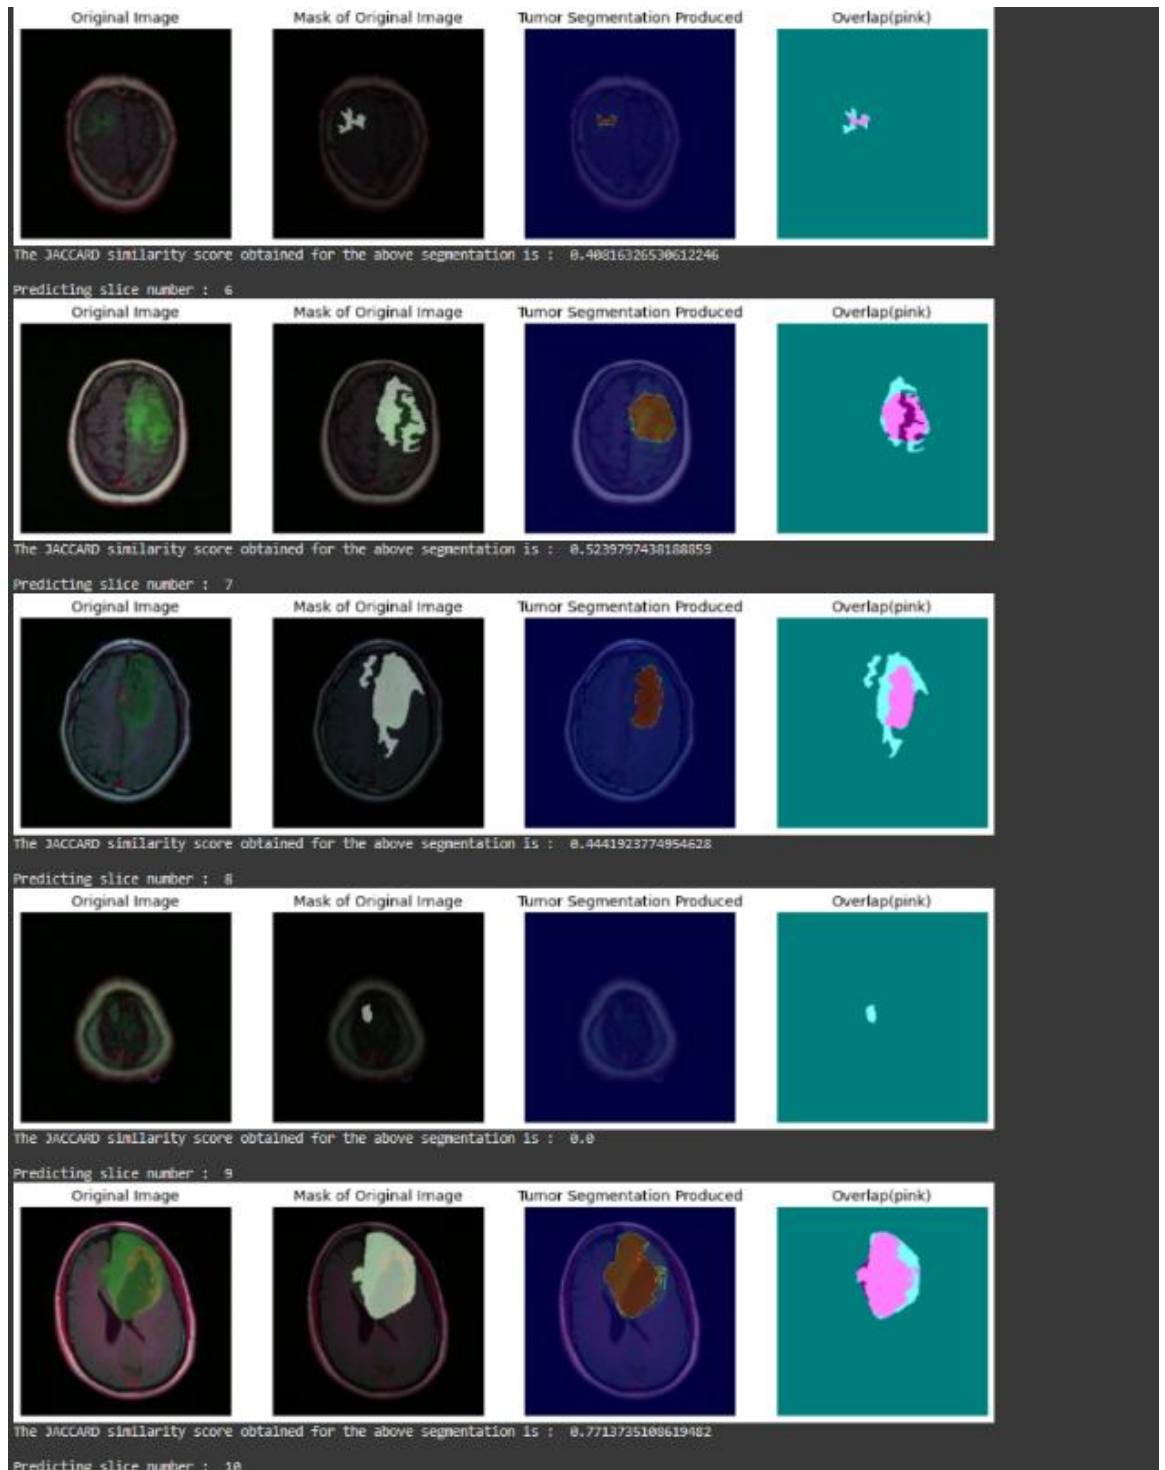 Original Image Mask of Original Image Tumor Segmentation Produced Overlap(pink)
The JACCARD similarity score obtained for the above segmentation is : 0.40816326530612246
Predicting slice number : 6
Original Image Mask of Original Image Tumor Segmentation Produced Overlap(pink)
The JACCARD similarity score obtained for the above segmentation is : 0.5239797438188859
Predicting slice number : 7
Original Image Mask of Original Image Tumor Segmentation Produced Overlap(pink)
The JACCARD similarity score obtained for the above segmentation is : 0.4441923774954628
Predicting slice number : 8
Original Image Mask of Original Image Tumor Segmentation Produced Overlap(pink)
The JACCARD similarity score obtained for the above segmentation is : 0.0
Predicting slice number : 9
Original Image Mask of Original Image Tumor Segmentation Produced Overlap(pink)
The JACCARD similarity score obtained for the above segmentation is : 0.7713735108619482
Predicting slice number : 10